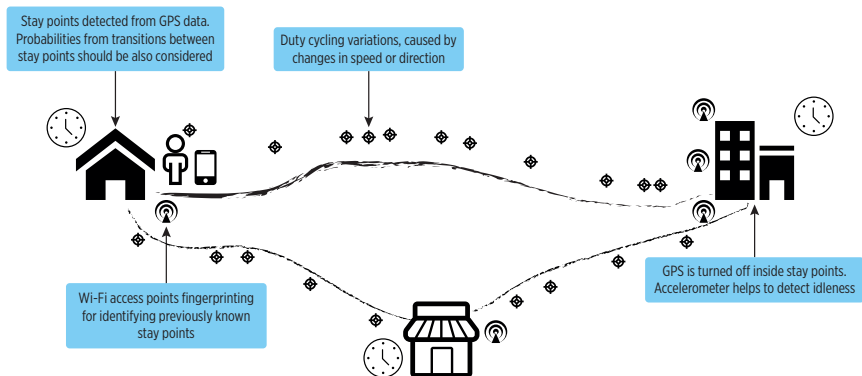 Stay points detected from GPS data.
Probabilities from transitions between
stay points should be also considered
Duty cycling variations, caused by
changes in speed or direction
Wi-Fi access points fingerprinting
for identifying previously known
stay points
GPS is turned off inside stay points.
Accelerometer helps to detect idleness